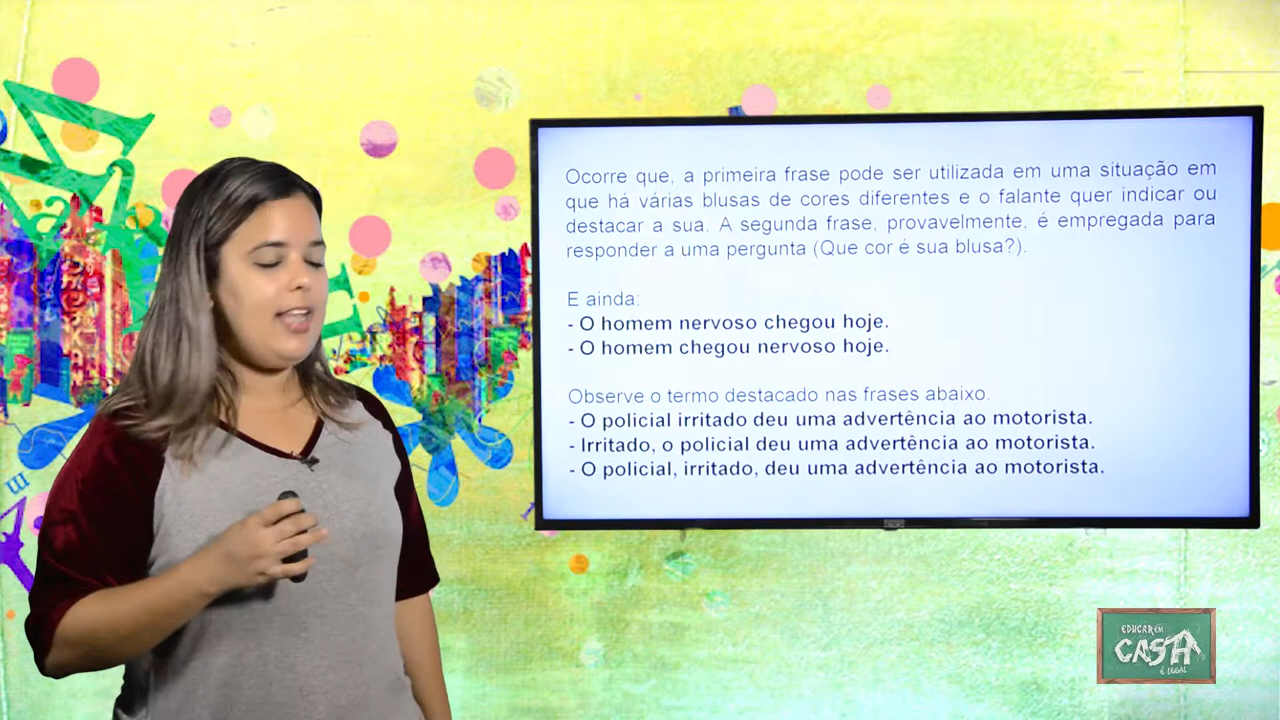 Ocorre que, a primeira frase pode ser utilizada em uma situação em
que há várias blusas de cores diferentes e o falante quer indicar ou
destacar a sua. A segunda frase, provavelmente, é empregada para
responder a uma pergunta (Que cor é sua blusa?).
E ainda:
- O homem nervoso chegou hoje.
- O homem chegou nervoso hoje.
Observe o termo destacado nas frases abaixo.
- O policial irritado deu uma advertência ao motorista.
- Irritado, o policial deu uma advertência ao motorista.
- O policial, irritado, deu uma advertência ao motorista.
EDUCAR EM
CASA
É LEGAL